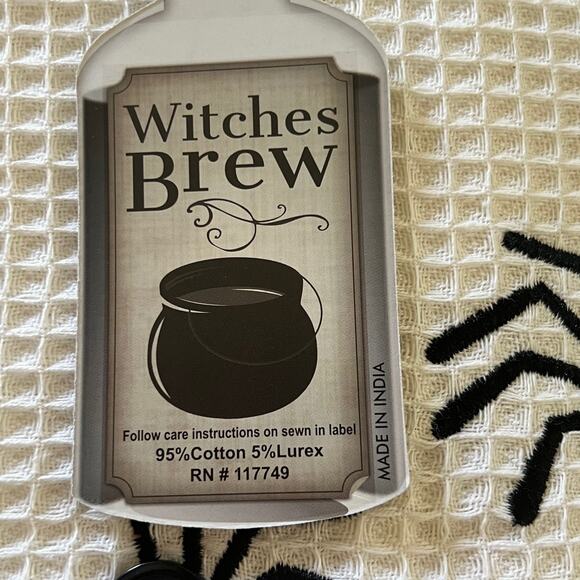 Witches
Brew
Follow care instructions on sewn in label
95%Cotton 5%Lurex
RN # 117749
MADE IN INDIA